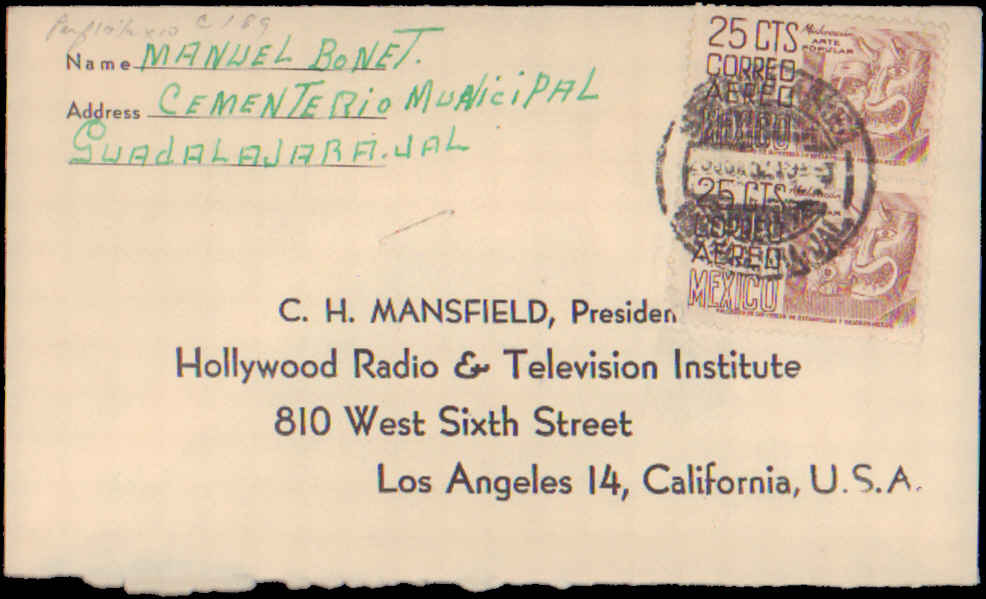 c 189
Name MANUEL BONET.
Address CEMENTERiO MUNiCiPAL
GUAdALAJARA.JAL
25 CTS
CORREO
AEREO
MEXICO
ARTE
POPULAR
25 CTS
CORREO
AEREO
MEXICO
C. H. MANSFIELD, Presiden
Hollywood Radio & Television Institute
810 West Sixth Street
Los Angeles 14, California, U.S.A.